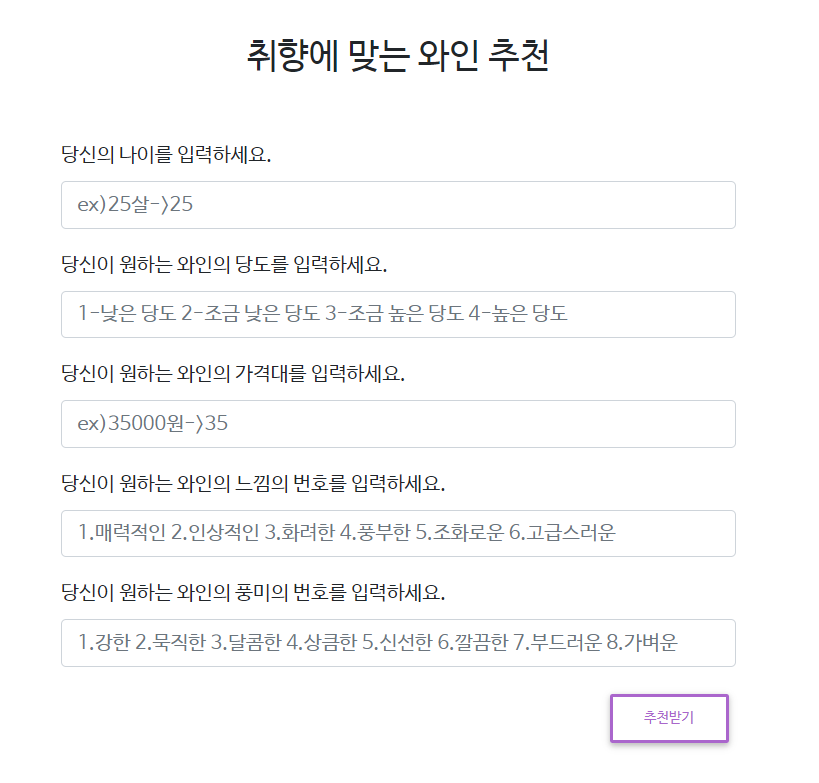 취향에 맞는 와인 추천
당신의 나이를 입력하세요.
ex)25살->25
당신이 원하는 와인의 당도를 입력하세요.
1-낮은 당도 2-조금 낮은 당도 3-조금 높은 당도 4-높은 당도
당신이 원하는 와인의 가격대를 입력하세요.
ex)35000원->35
당신이 원하는 와인의 느낌의 번호를 입력하세요.
1.매력적인 2.인상적인 3.화려한 4.풍부한 5.조화로운 6.고급스러운
당신이 원하는 와인의 풍미의 번호를 입력하세요.
1.강한 2.묵직한 3.달콤한 4.상큼한 5.신선한 6.깔끔한 7.부드러운 8.가벼운
추천받기